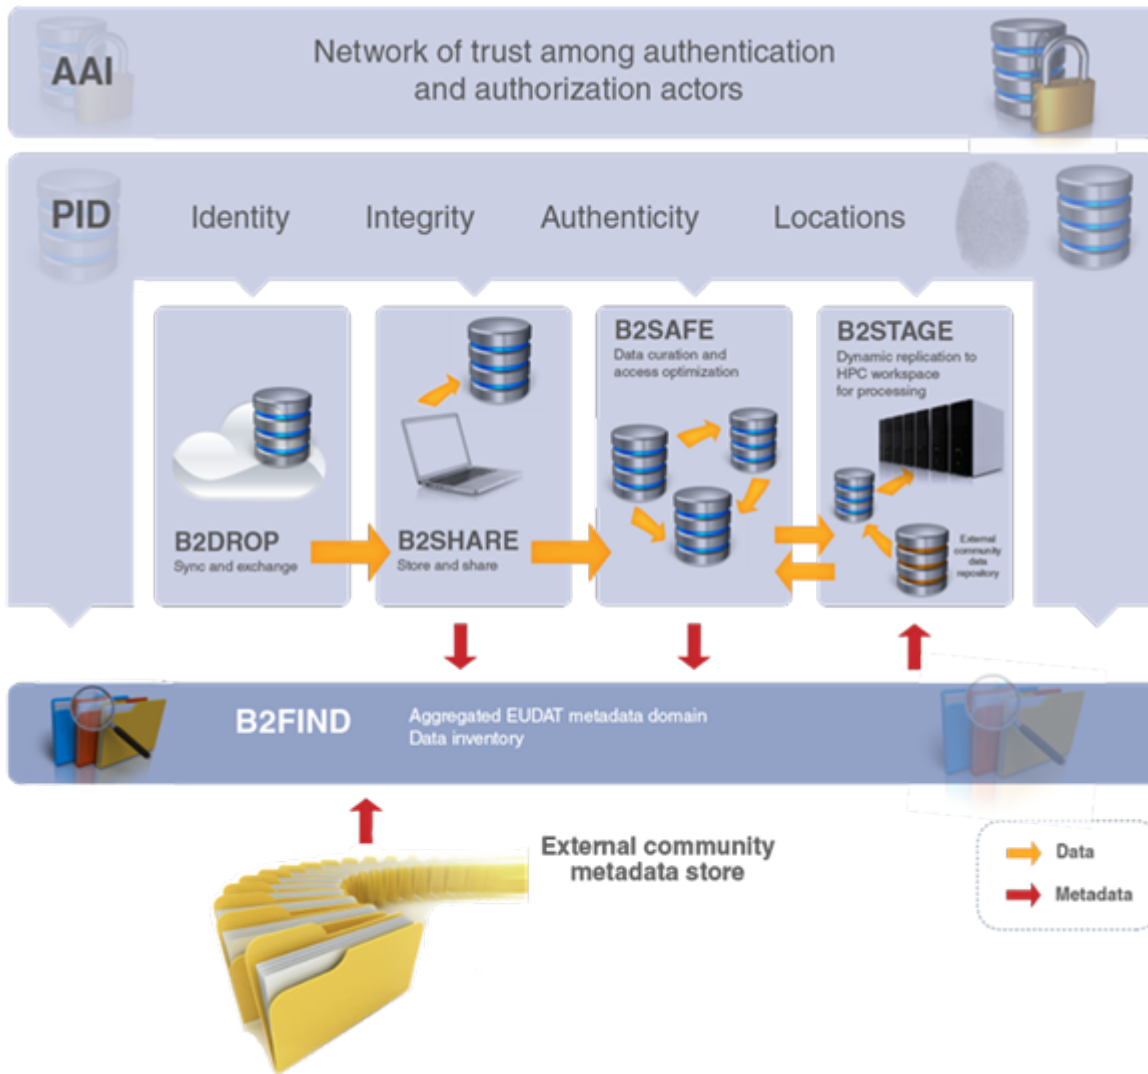 AAI
Network of trust among authentication
and authorization actors
PID
Identity
Integrity
Authenticity
Locations
B2DROP
Sync and exchange
B2SHARE
Store and share
B2SAFE
Data curation and
access optimization
B2STAGE
Dynamic replication to
HPC workspace
for processing
External
community
data
repository
B2FIND
Aggregated EUDAT metadata domain
Data inventory
External community
metadata store
Data
Metadata